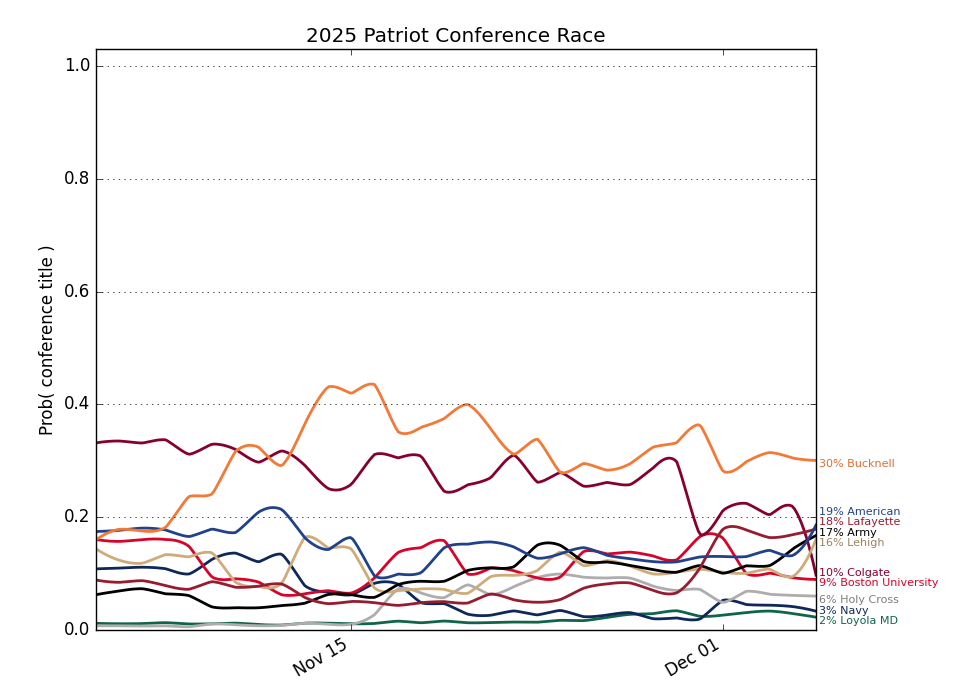 2025 Patriot Conference Race
Prob( conference title )
1.0
0.8
0.6
0.4
0.2
0.0
Nov 15
Dec 01
30% Bucknell
19% American
18% Lafayette
17% Army
16% Lehigh
10% Colgate
9% Boston University
6% Holy Cross
3% Navy
2% Loyola MD